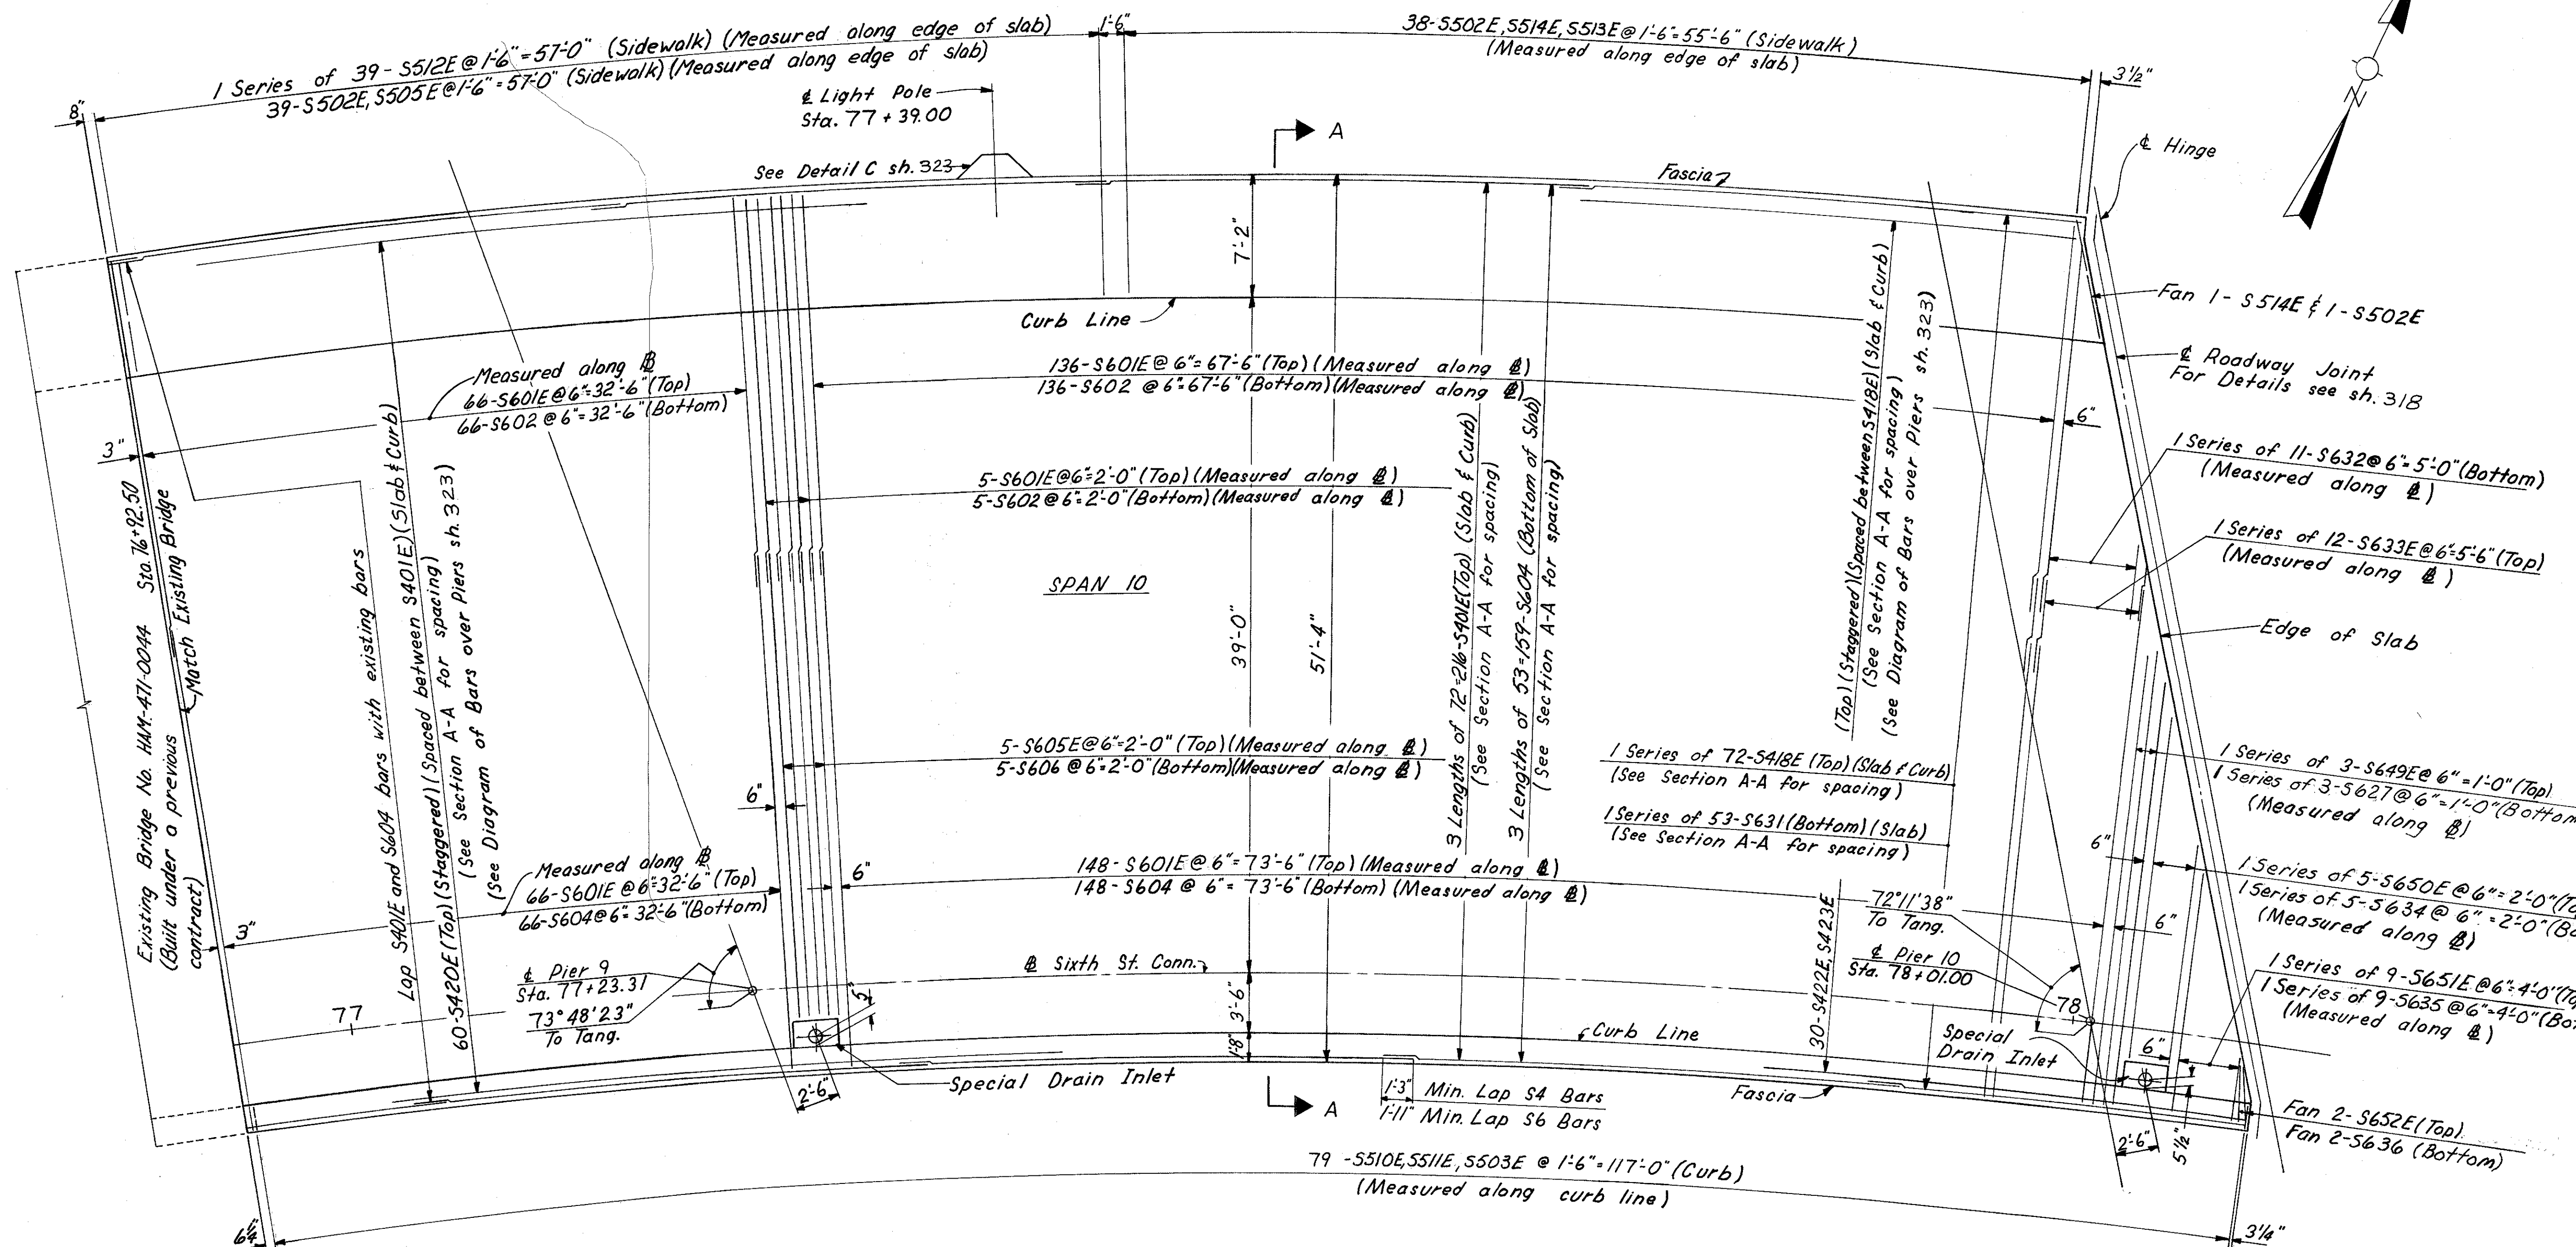 1 Series of 39-S512E@1'-6"=57'-0" (Sidewalk) (Measured along edge of slab)
39-S502E,S505E@1'-6"=57'-0" (Sidewalk)(Measured along edge of slab)
1'-6"
38-S502E,S514E,S513E@1'-6"=55'-6" (Sidewalk)
(Measured along edge of slab)
3½"
8"
℄ Light Pole
Sta. 77+39.00
A
N
See Detail C sh.323
Fascia
℄ Hinge
7'-2"
Curb Line
Fan 1-S514E & 1-S502E
℄ Roadway Joint
For Details see sh.318
Measured along ℄
66-S601E@6"=32'-6"(Top)
66-S602@6"=32'-6"(Bottom)
136-S601E@6"=67'-6"(Top)(Measured along ℄)
136-S602@6"=67'-6"(Bottom)(Measured along ℄)
6"
3"
1 Series of 11-S632@6"=5'-0"(Bottom)
(Measured along ℄)
1 Series of 12-S633E@6"=5'-6"(Top)
(Measured along ℄)
5-S601E@6"=2'-0"(Top)(Measured along ℄)
5-S602@6"=2'-0"(Bottom)(Measured along ℄)
SPAN 10
39'-0"
51'-4"
Edge of Slab
Existing Bridge No. HAM-471-0044 Sta.76+92.50
(Built under a previous
contract)
Match Existing Bridge
Lap S401E and S604 bars with existing bars
60-S420E(Top)(Staggered)(Spaced between S401E)(Slab & Curb)
(See Section A-A for spacing)
(See Diagram of Bars over Piers sh.323)
3 Lengths of 72=216-S401E(Top)(Slab & Curb)
(See Section A-A for spacing)
3 Lengths of 53=159-S604 (Bottom of Slab)
(See Section A-A for spacing)
30-S422E,S423E
(Top)(Staggered)(Spaced between S418E)(Slab & Curb)
(See Section A-A for spacing)
(See Diagram of Bars over Piers sh.323)
5-S605E@6"=2'-0"(Top)(Measured along ℄)
5-S606@6"=2'-0"(Bottom)(Measured along ℄)
6"
1 Series of 72-S418E (Top)(Slab & Curb)
(See Section A-A for spacing)
1 Series of 53-S631(Bottom)(Slab)
(See Section A-A for spacing)
1 Series of 3-S649E@6"=1'-0"(Top)
1 Series of 3-S627@6"=1'-0"(Bottom
(Measured along ℄)
6"
Measured along ℄
66-S601E@6"=32'-6"(Top)
66-S604@6"=32'-6"(Bottom)
3"
6"
148-S601E@6"=73'-6"(Top)(Measured along ℄)
148-S604@6"=73'-6"(Bottom)(Measured along ℄)
1 Series of 5-S650E@6"=2'-0"(To
1 Series of 5-S634@6"=2'-0"(Bo
(Measured along ℄)
6"
72°11'38"
To Tang.
℄ Pier 10
Sta. 78+01.00
78
℄ Pier 9
Sta. 77+23.31
73°48'23"
To Tang.
77
℄ Sixth St. Conn.
5"
3'-6"
1'-8"
1 Series of 9-S651E@6"=4'-0"(To
1 Series of 9-S635@6"=4'-0"(Bo
(Measured along ℄)
Curb Line
Special
Drain Inlet
6"
Special Drain Inlet
2'-6"
A
1'-3" Min. Lap S4 Bars
1'-11" Min. Lap S6 Bars
Fascia
2'-6"
5½"
Fan 2-S652E(Top)
Fan 2-S636 (Bottom)
79-S510E,S511E,S503E @ 1'-6"=117'-0" (Curb)
(Measured along curb line)
6¼"
3¼"